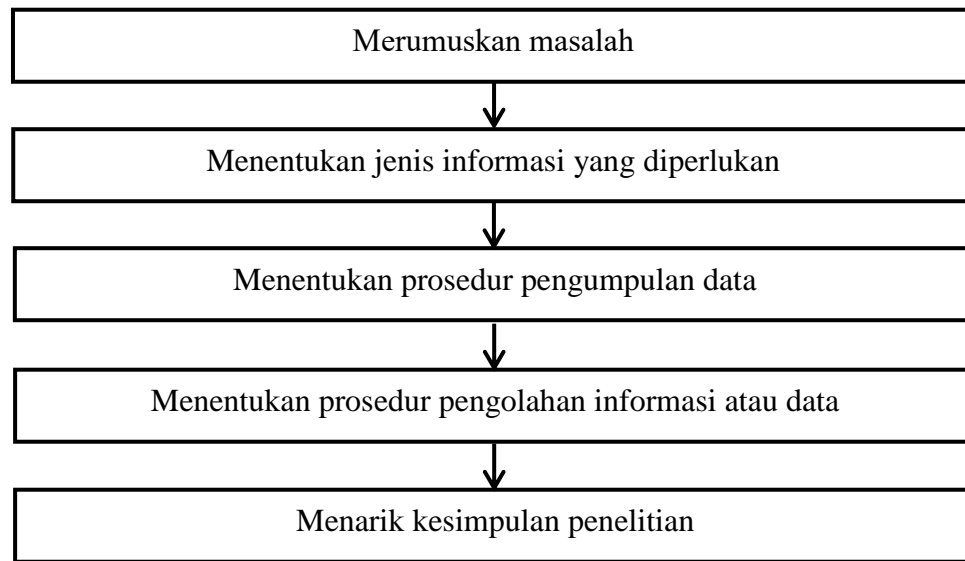 Merumuskan masalah
Menentukan jenis informasi yang diperlukan
Menentukan prosedur pengumpulan data
Menentukan prosedur pengolahan informasi atau data
Menarik kesimpulan penelitian